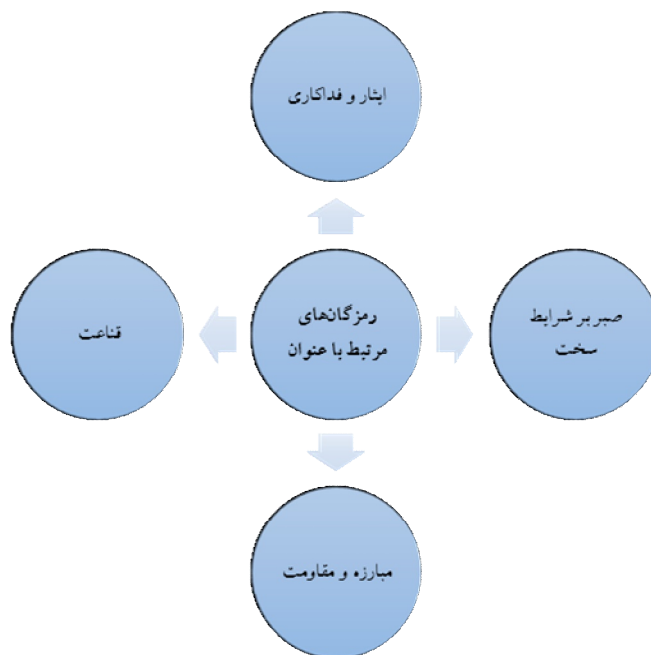 ایثار و فداکاری
صبر بر شرایط
سخت
رمزگان‌های
مرتبط با عنوان
قناعت
مبارزه و مقاومت